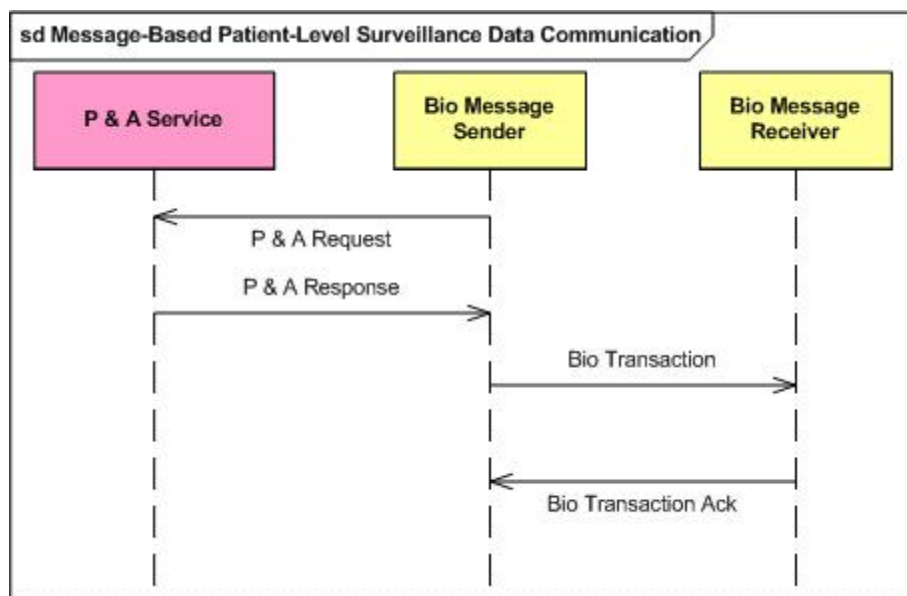 sd Message-Based Patient-Level Surveillance Data Communication
P & A Service
Bio Message
Sender
Bio Message
Receiver
P & A Request
P & A Response
Bio Transaction
Bio Transaction Ack